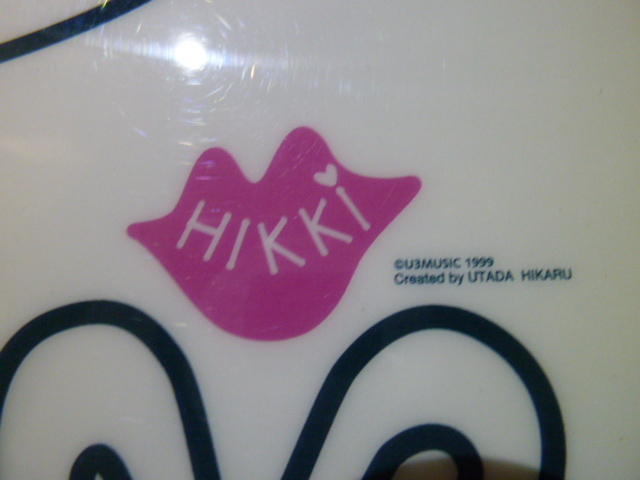 HIKKi
©U3MUSIC 1999
Created by UTADA HIKARU